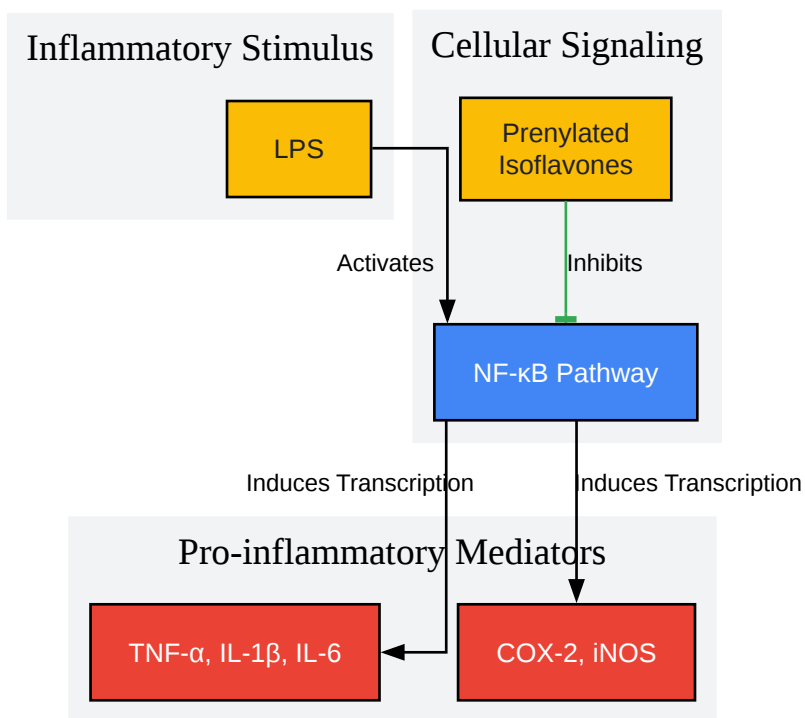 Inflammatory Stimulus
Cellular Signaling
LPS
Prenylated
Isoflavones
Activates
Inhibits
NF-κB Pathway
Induces Transcription
Induces Transcription
Pro-inflammatory Mediators
TNF-α, IL-1β, IL-6
COX-2, iNOS